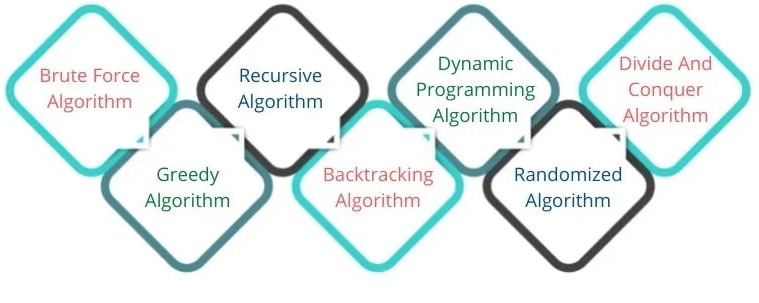 Brute Force
Algorithm
Greedy
Algorithm
Recursive
Algorithm
Backtracking
Algorithm
Dynamic
Programming
Algorithm
Randomized
Algorithm
Divide And
Conquer
Algorithm